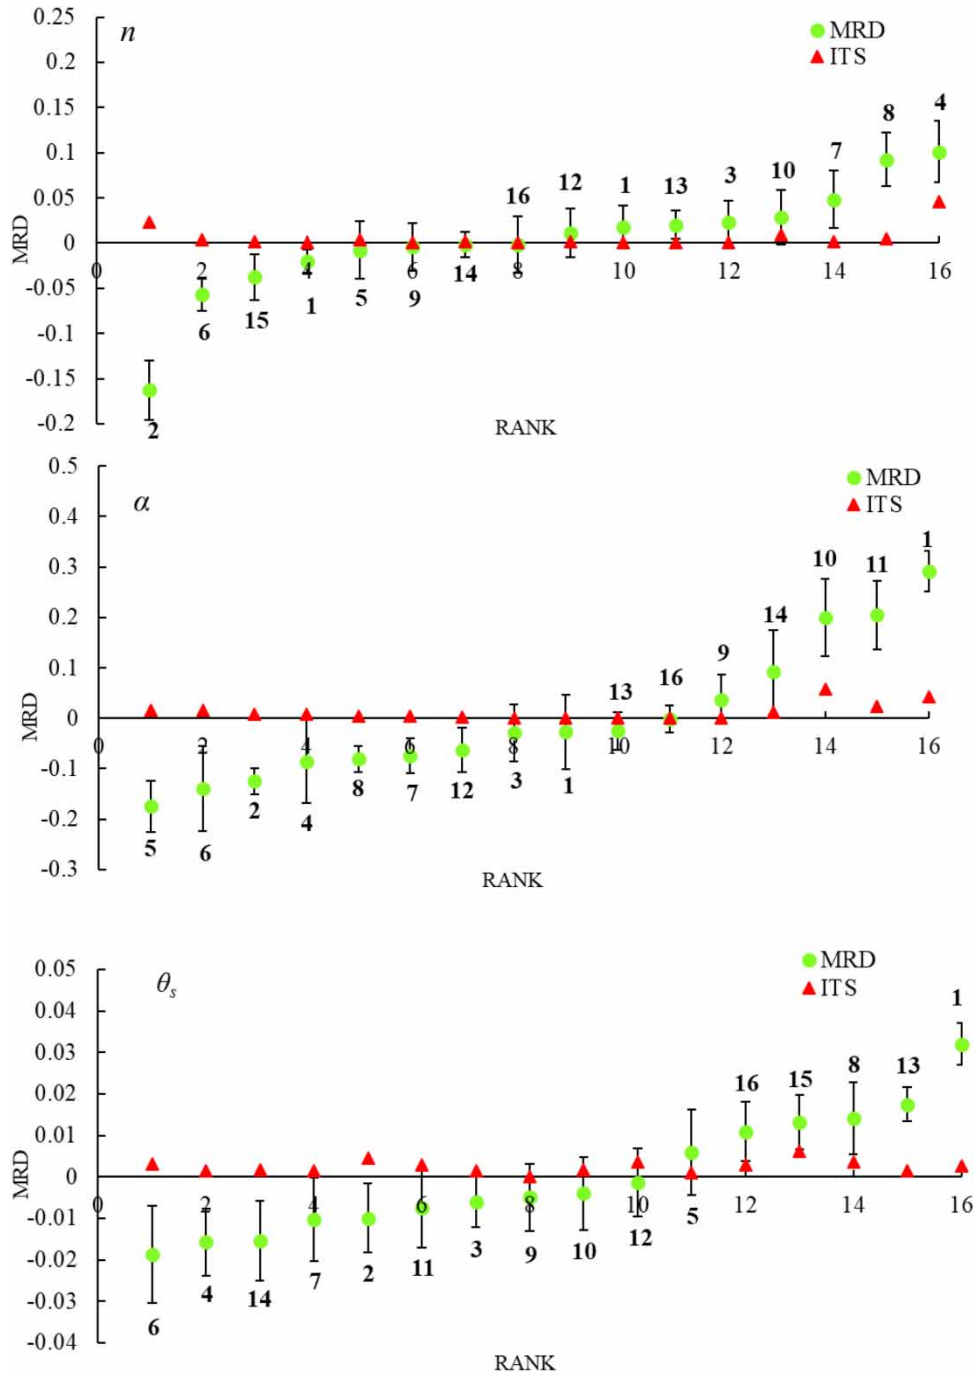 n
MRD
ITS
0.25
0.2
0.15
0.1
0.05
0
-0.05
-0.1
-0.15
-0.2
MRD
0 2 4 6 8 10 12 14 16
2 6 15 1 5 9 14 16 12 1 13 3 10 7 8 4
RANK
α
MRD
ITS
0.5
0.4
0.3
0.2
0.1
0
-0.1
-0.2
-0.3
MRD
0 2 4 6 8 10 12 14 16
5 6 2 4 8 7 12 3 1 13 16 9 14 10 11 1
RANK
θs
MRD
ITS
0.05
0.04
0.03
0.02
0.01
0
-0.01
-0.02
-0.03
-0.04
MRD
0 2 4 6 8 10 12 14 16
6 4 14 7 2 11 3 9 10 12 5 16 15 8 13 1
RANK